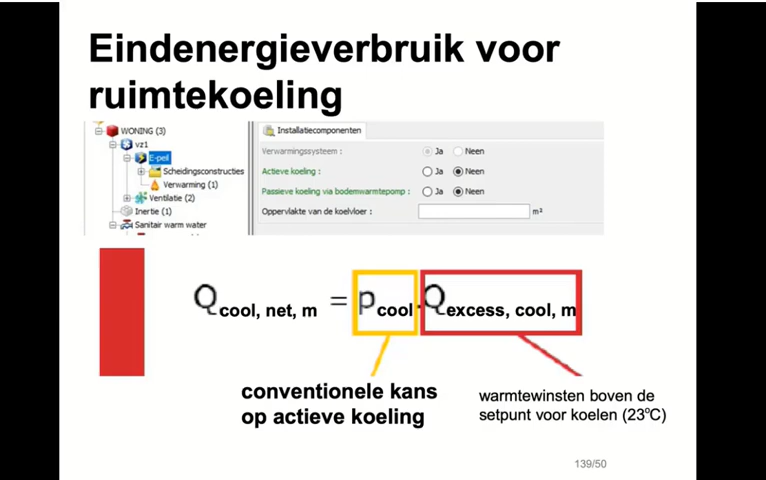 Eindenergieverbruik voor
ruimtekoeling
WONING (3)
vz1
E-peil
Scheidingsconstructies
Verwarming (1)
Ventilatie (2)
Inertie (1)
Sanitair warm water
Installatiecomponenten
Verwarmingssysteem : Ja Neen
Actieve koeling : Ja Neen
Passieve koeling via bodemwarmtepomp : Ja Neen
Oppervlakte van de koelvloer : m²
Qcool, net, m = pcool.Qexcess, cool, m
conventionele kans
op actieve koeling
warmtewinsten boven de
setpunt voor koelen (23°C)
139/50